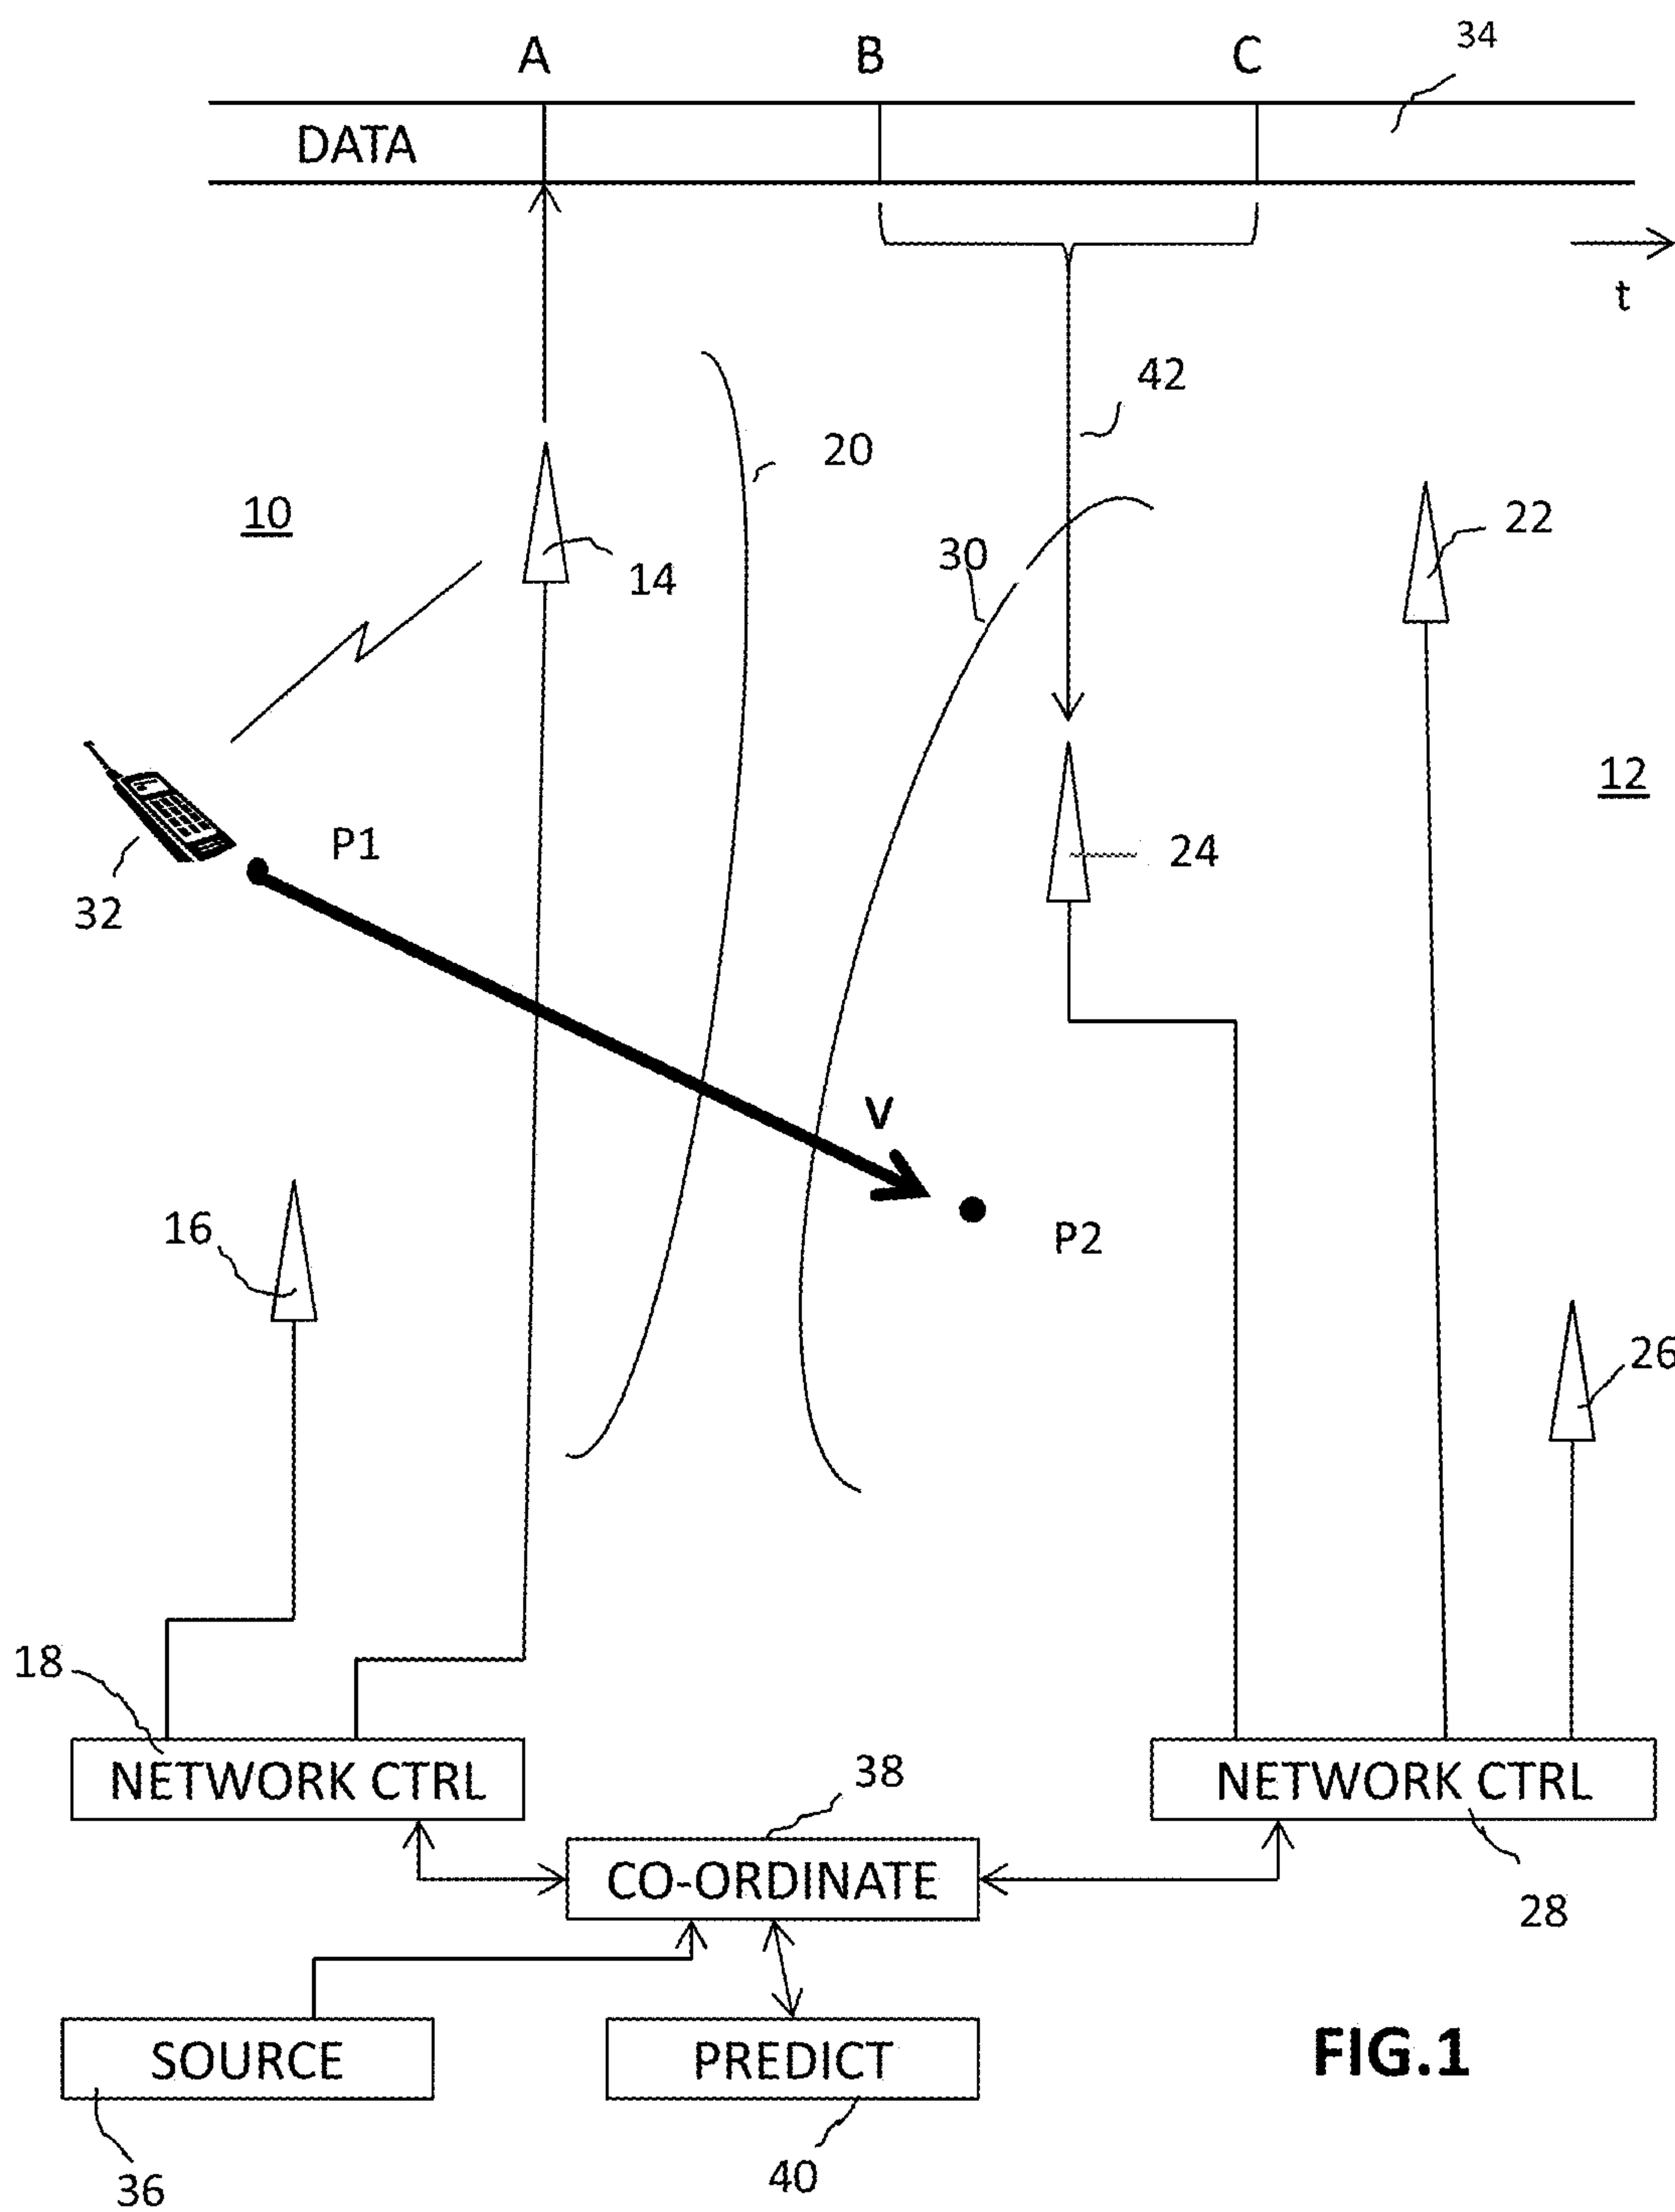 34
A B C
DATA
t
42
20
10
22
30
14
12
24
P1
32
V
16
P2
26
18
38
NETWORK CTRL
NETWORK CTRL
CO-ORDINATE
28
SOURCE
PREDICT
FIG.1
36
40